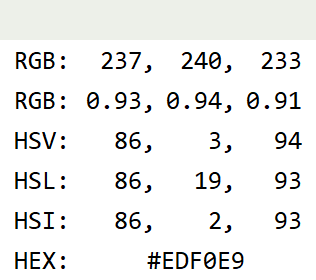 RGB: 237, 240, 233
RGB: 0.93, 0.94, 0.91
HSV: 86, 3, 94
HSL: 86, 19, 93
HSI: 86, 2, 93
HEX: #EDF0E9